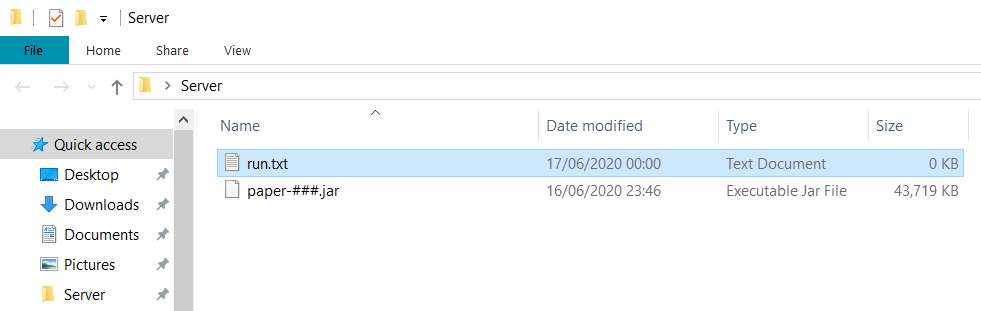 Server
File Home Share View
Server
Name Date modified Type Size
Quick access
run.txt 17/06/2020 00:00 Text Document 0 KB
Desktop
paper-###.jar 16/06/2020 23:46 Executable Jar File 43,719 KB
Downloads
Documents
Pictures
Server